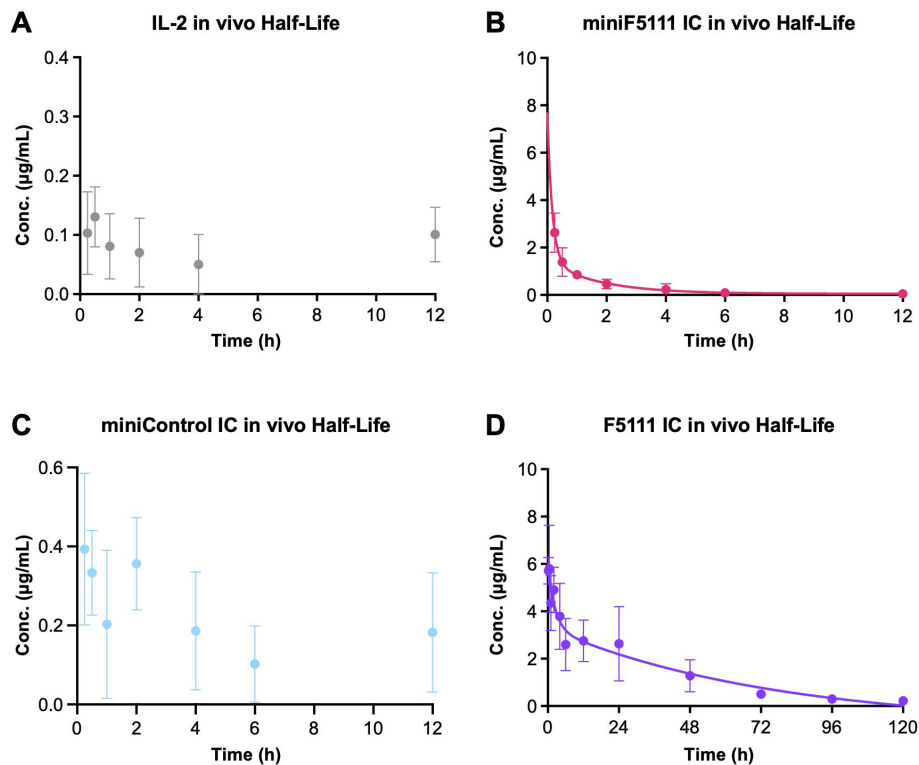 A IL-2 in vivo Half-Life
Conc. (μg/mL)
0.4
0.3
0.2
0.1
0.0
0 2 4 6 8 10 12
Time (h)
B miniF5111 IC in vivo Half-Life
Conc. (μg/mL)
10
8
6
4
2
0
0 2 4 6 8 10 12
Time (h)
C miniControl IC in vivo Half-Life
Conc. (μg/mL)
0.6
0.4
0.2
0.0
0 2 4 6 8 10 12
Time (h)
D F5111 IC in vivo Half-Life
Conc. (μg/mL)
10
8
6
4
2
0
0 24 48 72 96 120
Time (h)